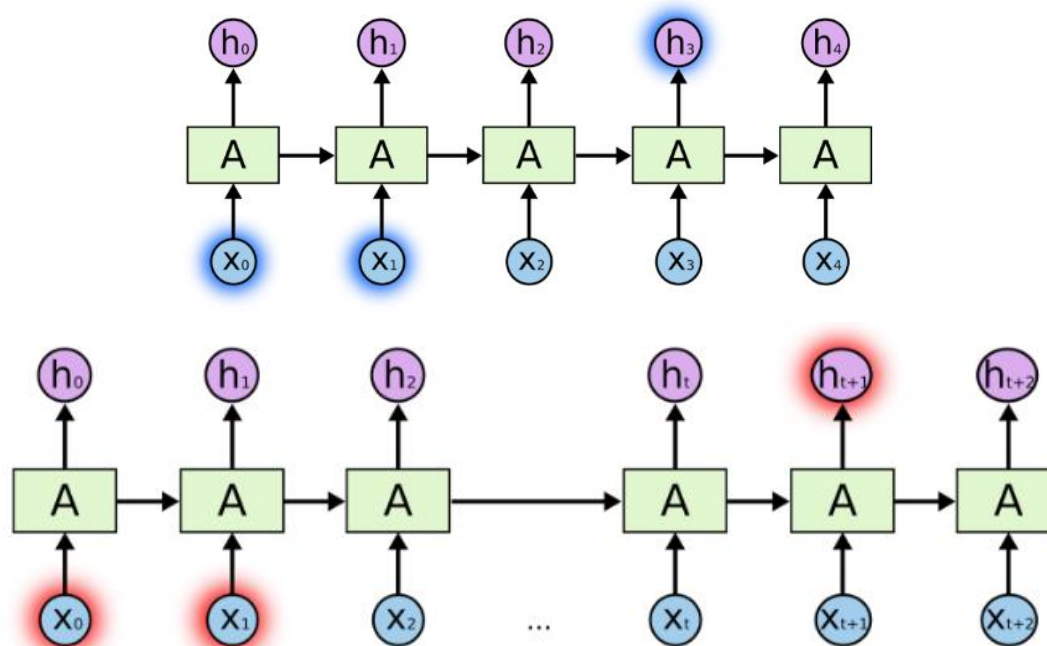 h₀ h₁ h₂ h₃ h₄
A A A A A
x₀ x₁ x₂ x₃ x₄
h₀ h₁ h₂ hₜ hₜ₊₁ hₜ₊₂
A A A A A A
x₀ x₁ x₂ ... xₜ xₜ₊₁ xₜ₊₂